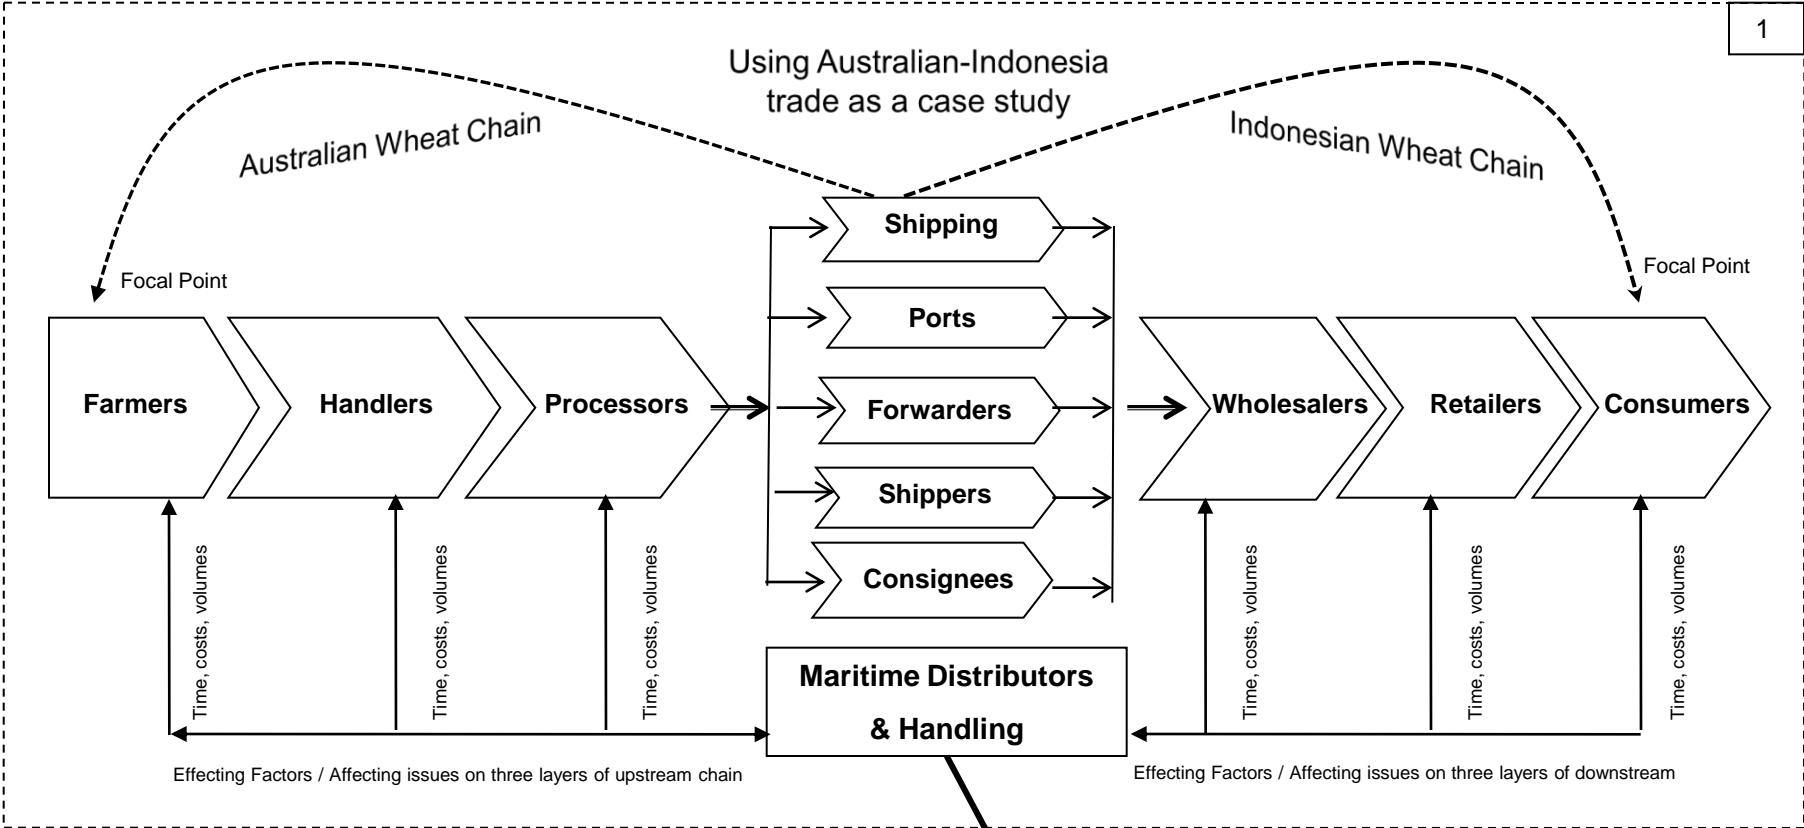 1
Using Australian-Indonesia
trade as a case study
Australian Wheat Chain
Indonesian Wheat Chain
Focal Point
Focal Point
Shipping
Ports
Forwarders
Shippers
Consignees
Farmers
Handlers
Processors
Wholesalers
Retailers
Consumers
Time, costs, volumes
Time, costs, volumes
Time, costs, volumes
Time, costs, volumes
Time, costs, volumes
Time, costs, volumes
Maritime Distributors
& Handling
Effecting Factors / Affecting issues on three layers of upstream chain
Effecting Factors / Affecting issues on three layers of downstream